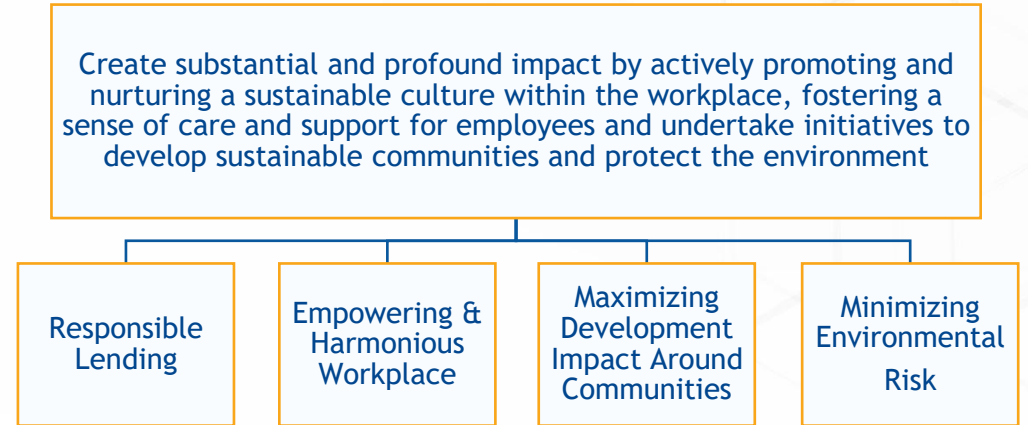 Create substantial and profound impact by actively promoting and
nurturing a sustainable culture within the workplace, fostering a
sense of care and support for employees and undertake initiatives to
develop sustainable communities and protect the environment
Responsible
Lending
Empowering &
Harmonious
Workplace
Maximizing
Development
Impact Around
Communities
Minimizing
Environmental
Risk